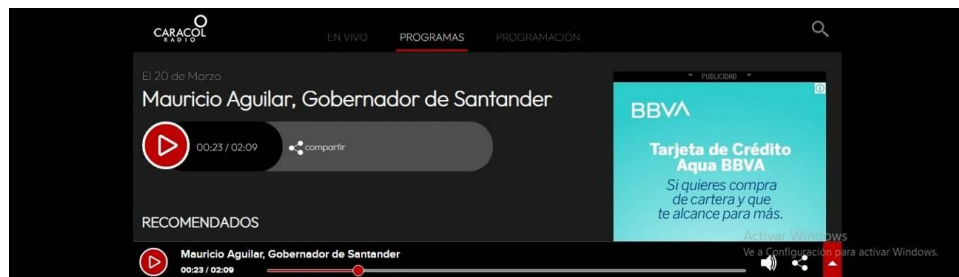 CARACOL
RADIO
EN VIVO PROGRAMAS PROGRAMACIÓN
El 20 de Marzo
Mauricio Aguilar, Gobernador de Santander
00:23 / 02:09 compartir
PUBLICIDAD
BBVA
Tarjeta de Crédito
Aqua BBVA
Si quieres compra
de cartera y que
te alcance para más.
RECOMENDADOS
Activar Windows
Ve a Configuración para activar Windows.
Mauricio Aguilar, Gobernador de Santander
00:23 / 02:09